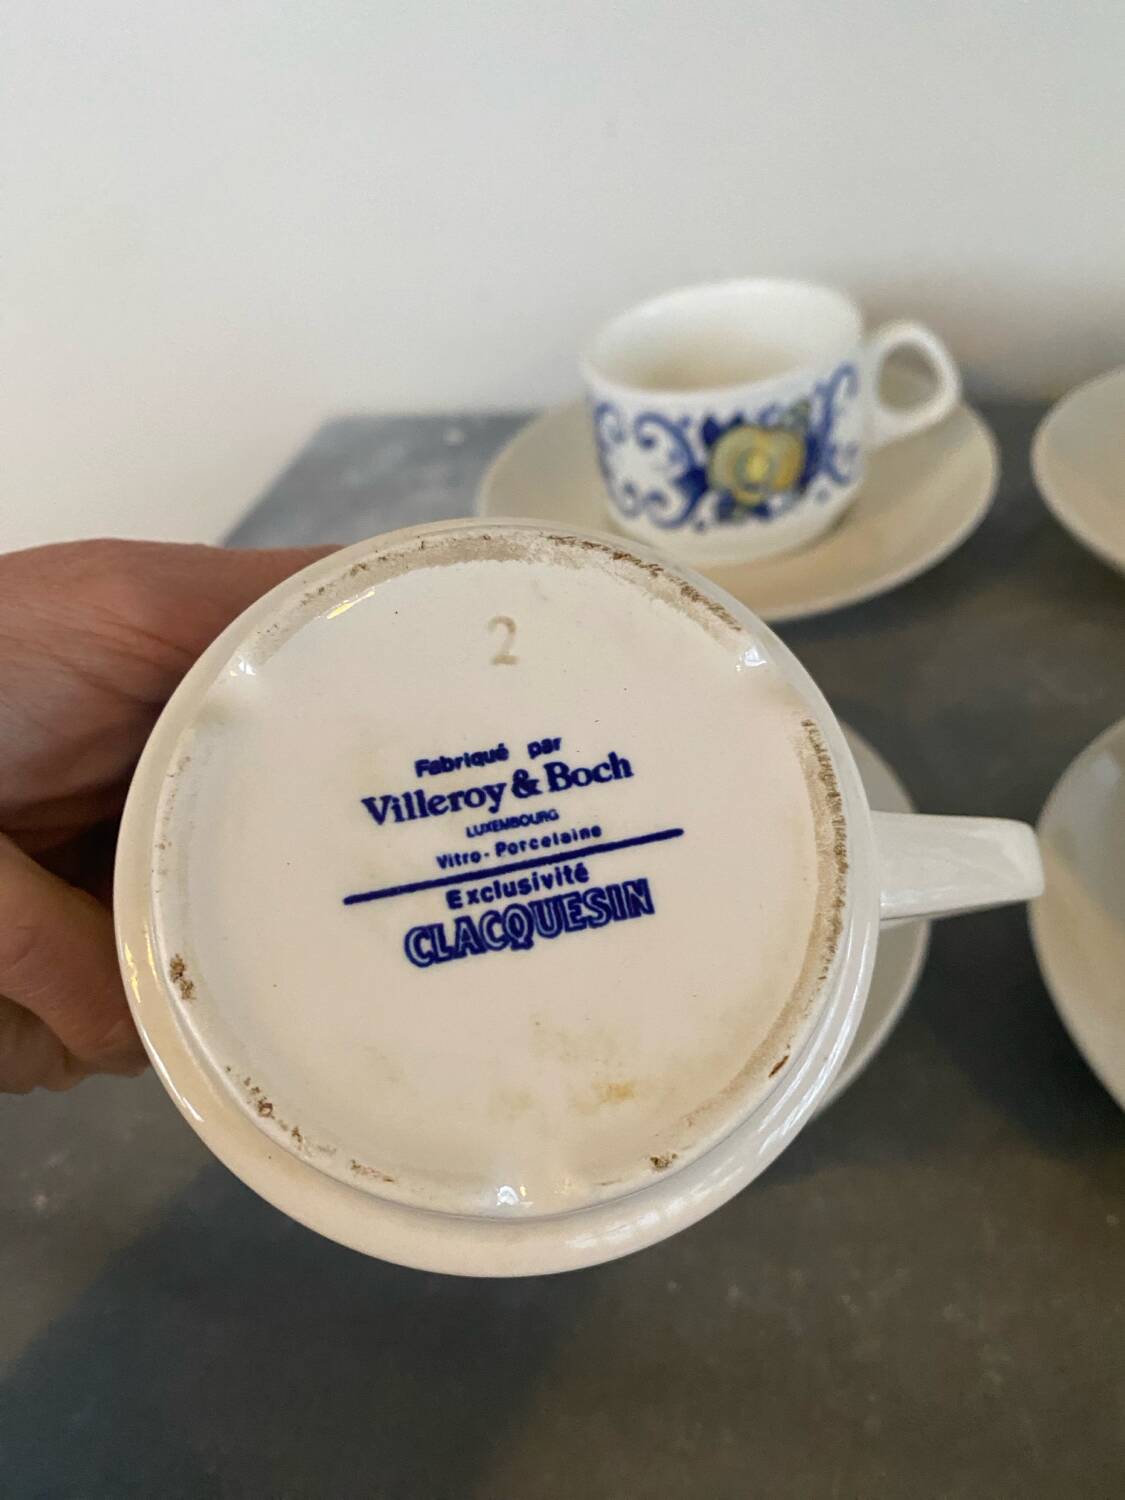 2
Fabriqué par
Villeroy & Boch
LUXEMBOURG
Vitro-Porcelaine
Exclusivité
CLACQUESIN